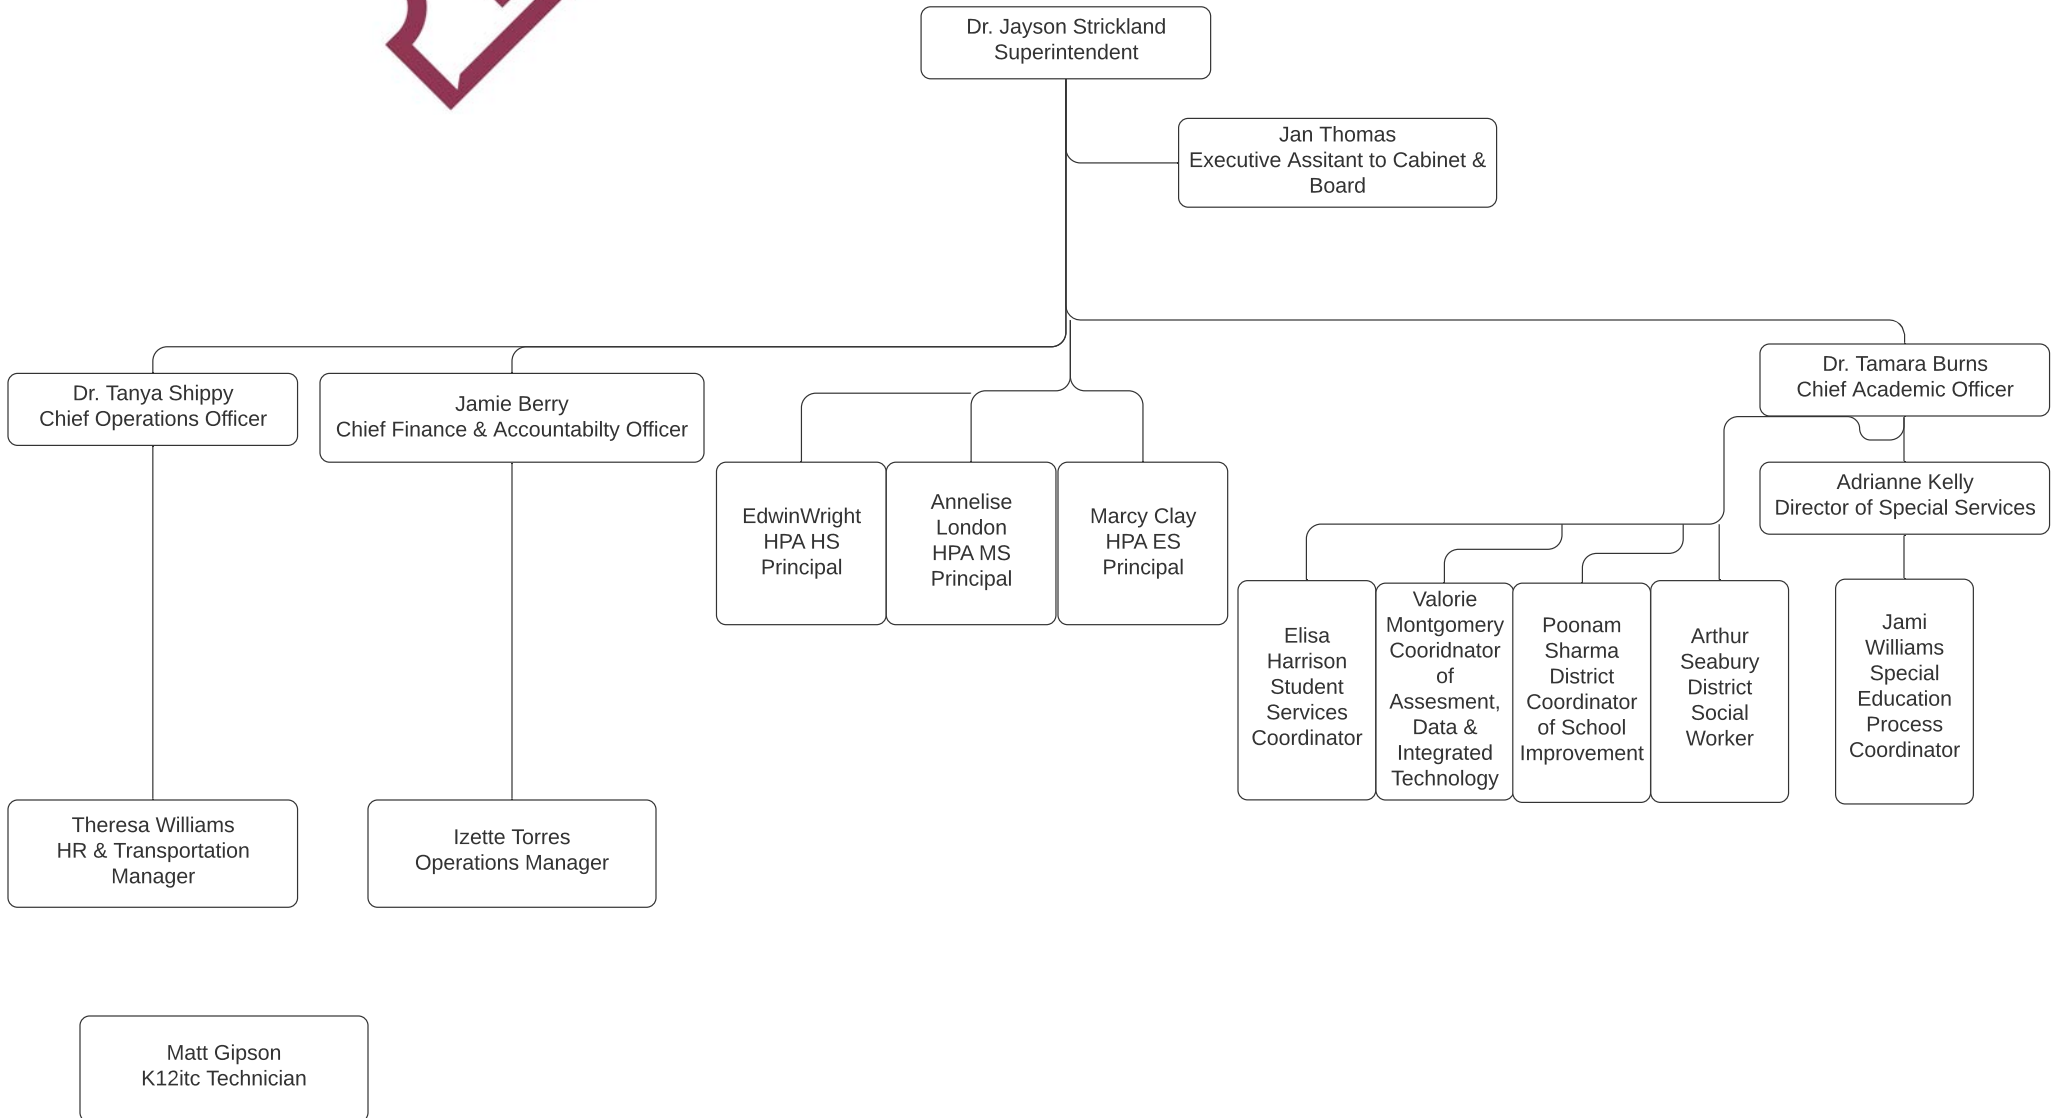 Dr. Jayson Strickland
Superintendent
Jan Thomas
Executive Assitant to Cabinet &
Board
Dr. Tanya Shippy
Chief Operations Officer
Jamie Berry
Chief Finance & Accountabilty Officer
Dr. Tamara Burns
Chief Academic Officer
EdwinWright
HPA HS
Principal
Annelise
London
HPA MS
Principal
Marcy Clay
HPA ES
Principal
Adrianne Kelly
Director of Special Services
Elisa
Harrison
Student
Services
Coordinator
Valorie
Montgomery
Cooridnator
of
Assesment,
Data &
Integrated
Technology
Poonam
Sharma
District
Coordinator
of School
Improvement
Arthur
Seabury
District
Social
Worker
Jami
Williams
Special
Education
Process
Coordinator
Theresa Williams
HR & Transportation
Manager
Izette Torres
Operations Manager
Matt Gipson
K12itc Technician